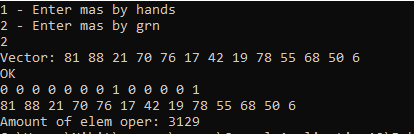 1 - Enter mas by hands
2 - Enter mas by grn
2
Vector: 81 88 21 70 76 17 42 19 78 55 68 50 6
OK
0 0 0 0 0 0 0 1 0 0 0 0 1
81 88 21 70 76 17 42 19 78 55 68 50 6
Amount of elem oper: 3129